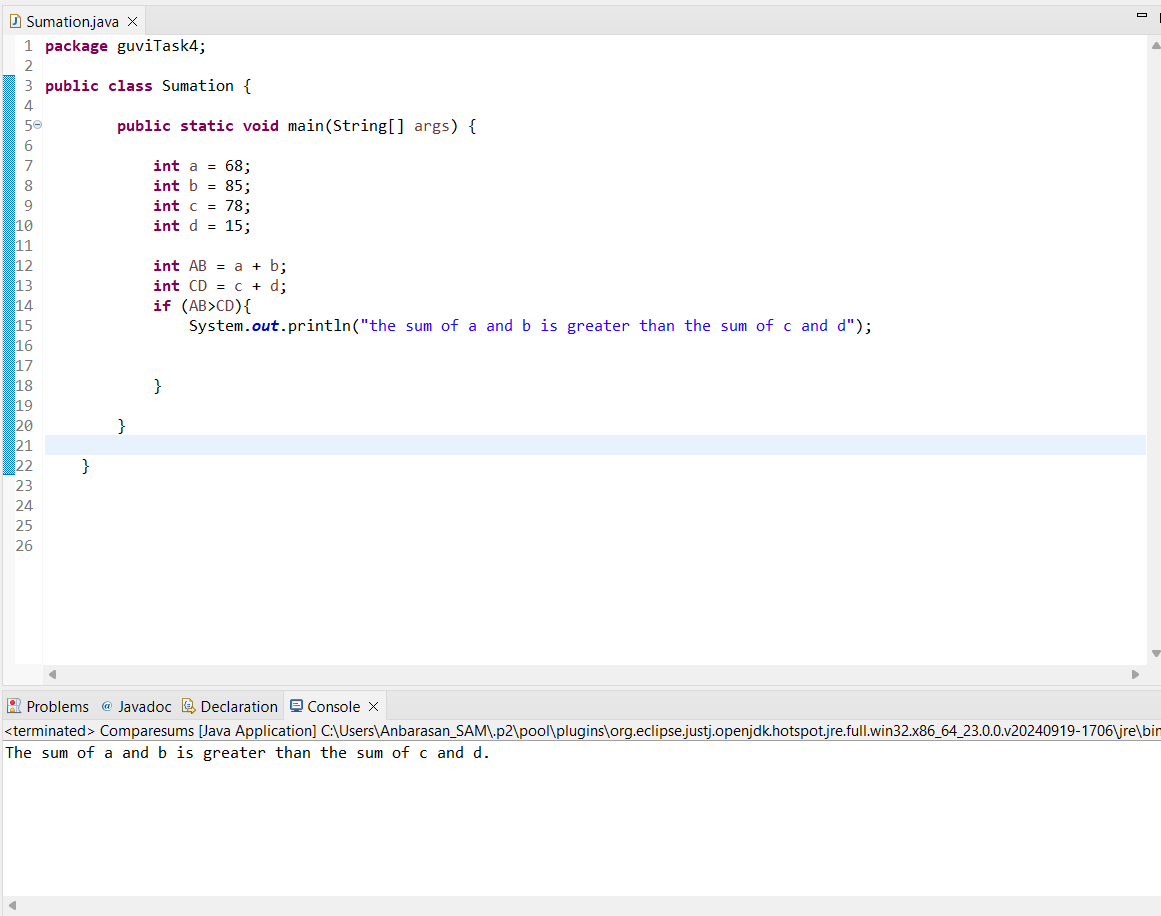 Sumation.java
1 package guviTask4;
2
3 public class Sumation {
4
5 public static void main(String[] args) {
6
7 int a = 68;
8 int b = 85;
9 int c = 78;
10 int d = 15;
11
12 int AB = a + b;
13 int CD = c + d;
14 if (AB>CD){
15 System.out.println("the sum of a and b is greater than the sum of c and d");
16
17
18 }
19
20 }
21
22 }
23
24
25
26
Problems @ Javadoc Declaration Console
<terminated> Comparesums [Java Application] C:\Users\Anbarasan_SAM\.p2\pool\plugins\org.eclipse.justj.openjdk.hotspot.jre.full.win32.x86_64_23.0.0.v20240919-1706\jre\bin
The sum of a and b is greater than the sum of c and d.